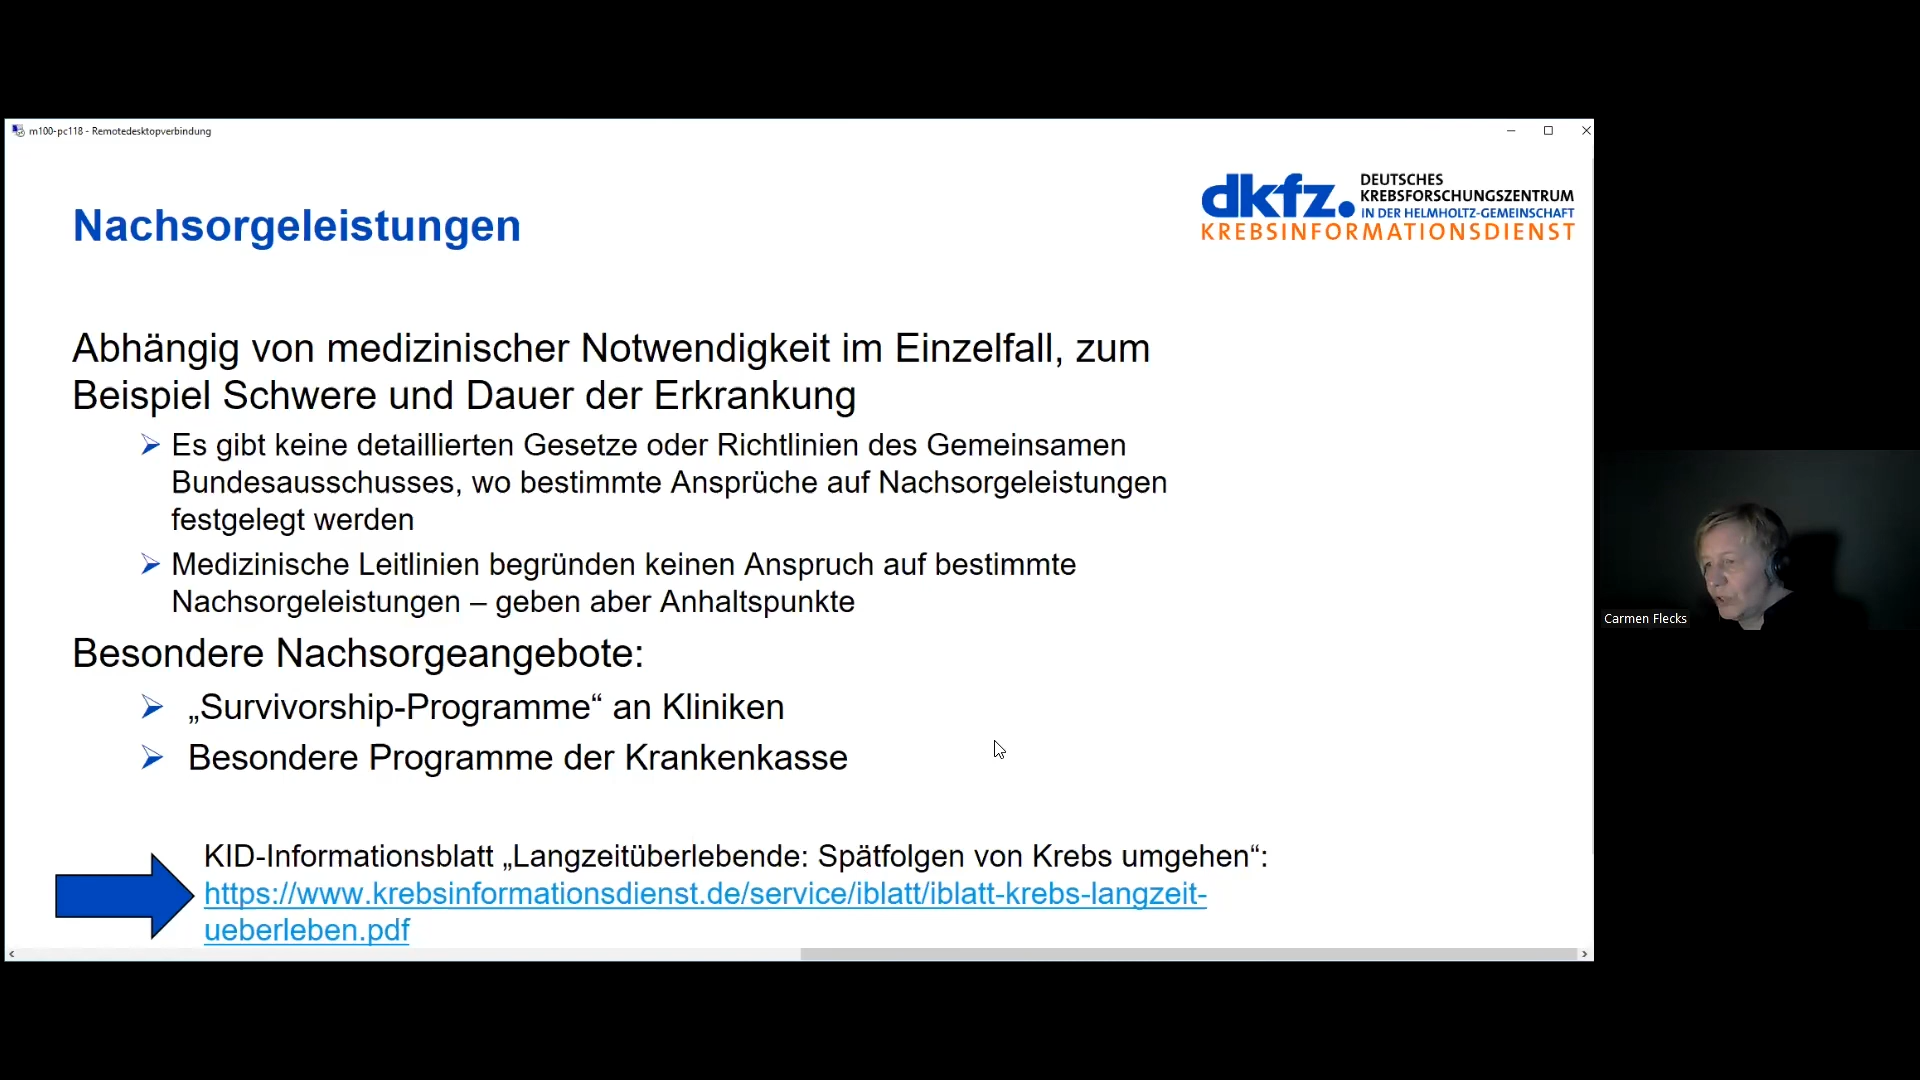 m100-pc118 - Remotedesktopverbindung
dkfz.
DEUTSCHES
KREBSFORSCHUNGSZENTRUM
IN DER HELMHOLTZ-GEMEINSCHAFT
KREBSINFORMATIONSDIENST
Nachsorgeleistungen
Abhängig von medizinischer Notwendigkeit im Einzelfall, zum
Beispiel Schwere und Dauer der Erkrankung
Es gibt keine detaillierten Gesetze oder Richtlinien des Gemeinsamen
Bundesausschusses, wo bestimmte Ansprüche auf Nachsorgeleistungen
festgelegt werden
Medizinische Leitlinien begründen keinen Anspruch auf bestimmte
Nachsorgeleistungen – geben aber Anhaltspunkte
Besondere Nachsorgeangebote:
„Survivorship-Programme“ an Kliniken
Besondere Programme der Krankenkasse
KID-Informationsblatt „Langzeitüberlebende: Spätfolgen von Krebs umgehen“:
https://www.krebsinformationsdienst.de/service/iblatt/iblatt-krebs-langzeit-
ueberleben.pdf
Carmen Flecks